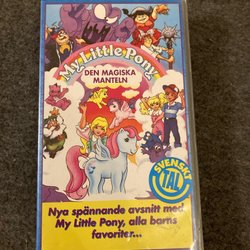 My Little Pony
DEN MAGISKA
MANTELN
SVENSKT
TAL
Nya spännande avsnitt med
My Little Pony, alla barns
favoriter...